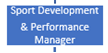 Sport Development
& Performance
Manager